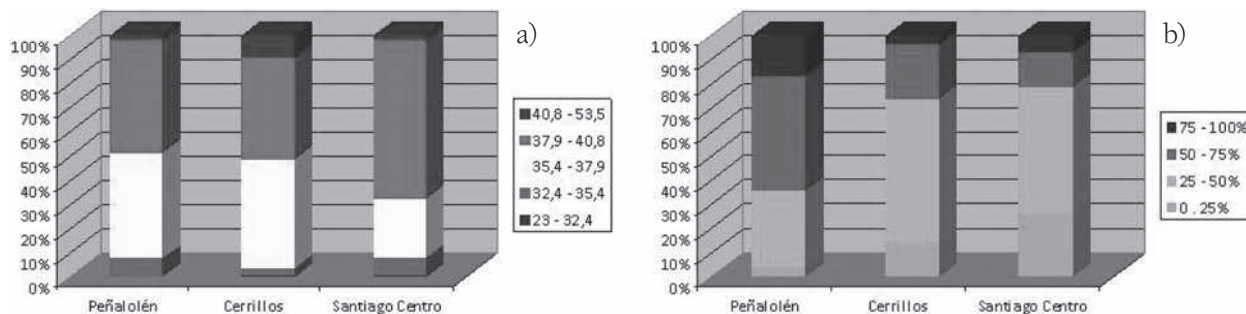 a)
100%
90%
80%
70%
60%
50%
40%
30%
20%
10%
0%
Peñalolén
Cerrillos
Santiago Centro
40,8 - 53,5
37,9 - 40,8
35,4 - 37,9
32,4 - 35,4
23 - 32,4
b)
100%
90%
80%
70%
60%
50%
40%
30%
20%
10%
0%
Peñalolén
Cerrillos
Santiago Centro
75 - 100%
50 - 75%
25 - 50%
0 . 25%